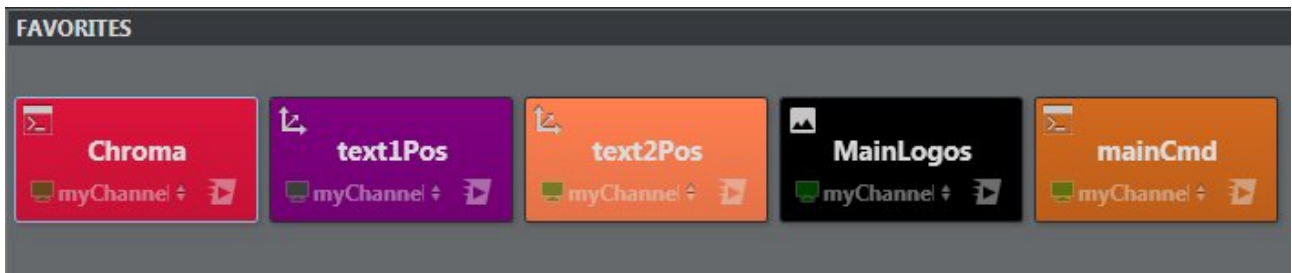 FAVORITES
Chroma text1Pos text2Pos MainLogos mainCmd
myChannel myChannel myChannel myChannel myChannel